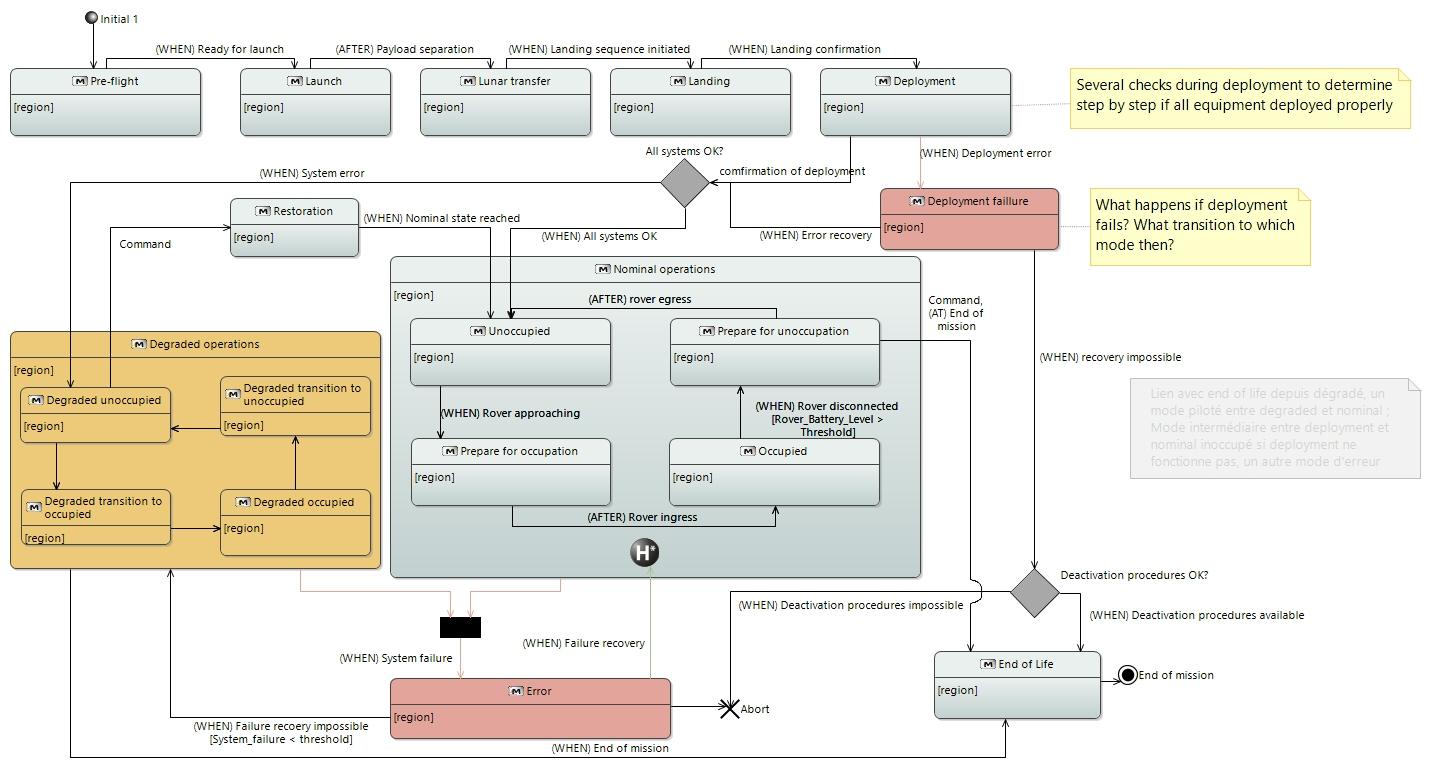 Initial 1
(WHEN) Ready for launch
(AFTER) Payload separation
(WHEN) Landing sequence initiated
(WHEN) Landing confirmation
M Pre-flight
[region]
M Launch
[region]
M Lunar transfer
[region]
M Landing
[region]
M Deployment
[region]
Several checks during deployment to determine
step by step if all equipment deployed properly
All systems OK?
(WHEN) Deployment error
(WHEN) System error
comfirmation of deployment
M Restoration
[region]
(WHEN) Nominal state reached
Command
(WHEN) All systems OK
(WHEN) Error recovery
M Deployment faillure
[region]
What happens if deployment
fails? What transition to which
mode then?
M Nominal operations
[region]
(AFTER) rover egress
Command,
(AT) End of
mission
M Unoccupied
[region]
M Prepare for unoccupation
[region]
M Degraded operations
[region]
(WHEN) recovery impossible
M Degraded unoccupied
[region]
M Degraded transition to
unoccupied
[region]
(WHEN) Rover approaching
(WHEN) Rover disconnected
[Rover_Battery_Level >
Threshold]
Lien avec end of life depuis dégradé, un
mode piloté entre degraded et nominal ;
Mode intermédiaire entre deployment et
nominal inoccupé si deployment ne
fonctionne pas, un autre mode d'erreur
M Prepare for occupation
[region]
M Occupied
[region]
M Degraded transition to
occupied
[region]
M Degraded occupied
[region]
(AFTER) Rover ingress
H*
Deactivation procedures OK?
(WHEN) Deactivation procedures impossible
(WHEN) Deactivation procedures available
(WHEN) Failure recovery
(WHEN) System failure
M End of Life
[region]
End of mission
M Error
[region]
Abort
(WHEN) Failure recoery impossible
[System_failure < threshold]
(WHEN) End of mission